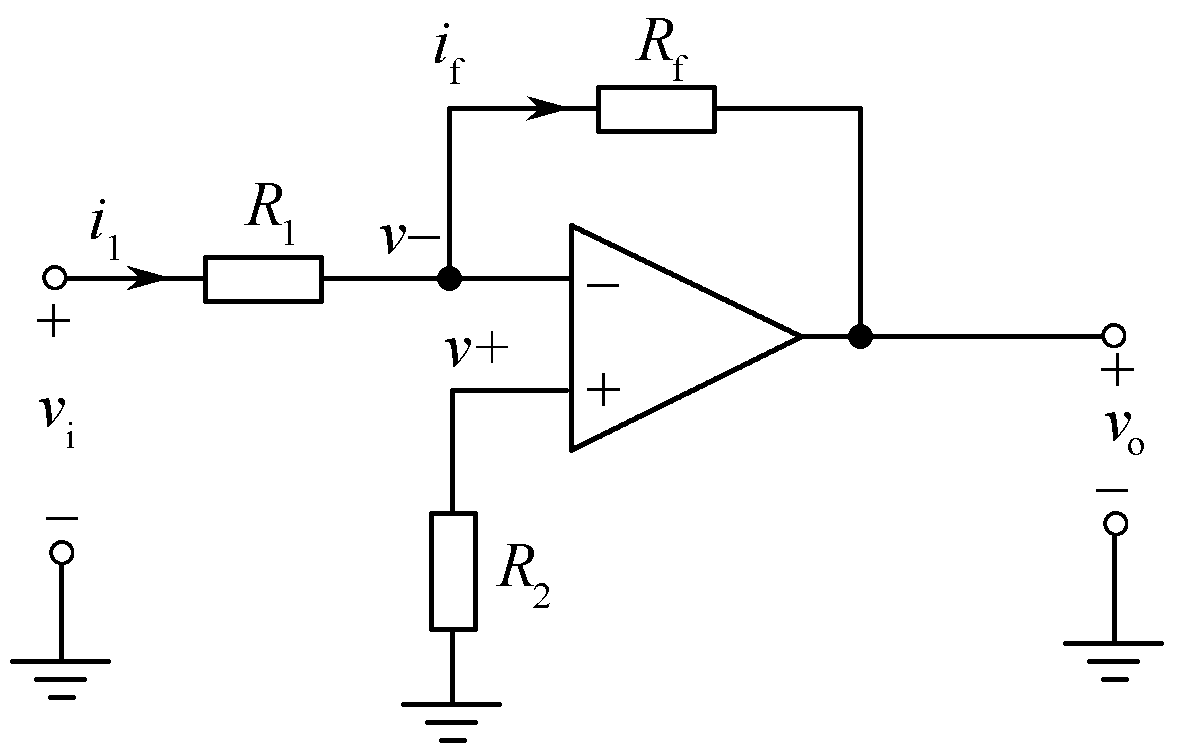 i_f R_f
i_1 R_1 v−
−
+ v+
+
+
v_i v_o
−
−
R_2